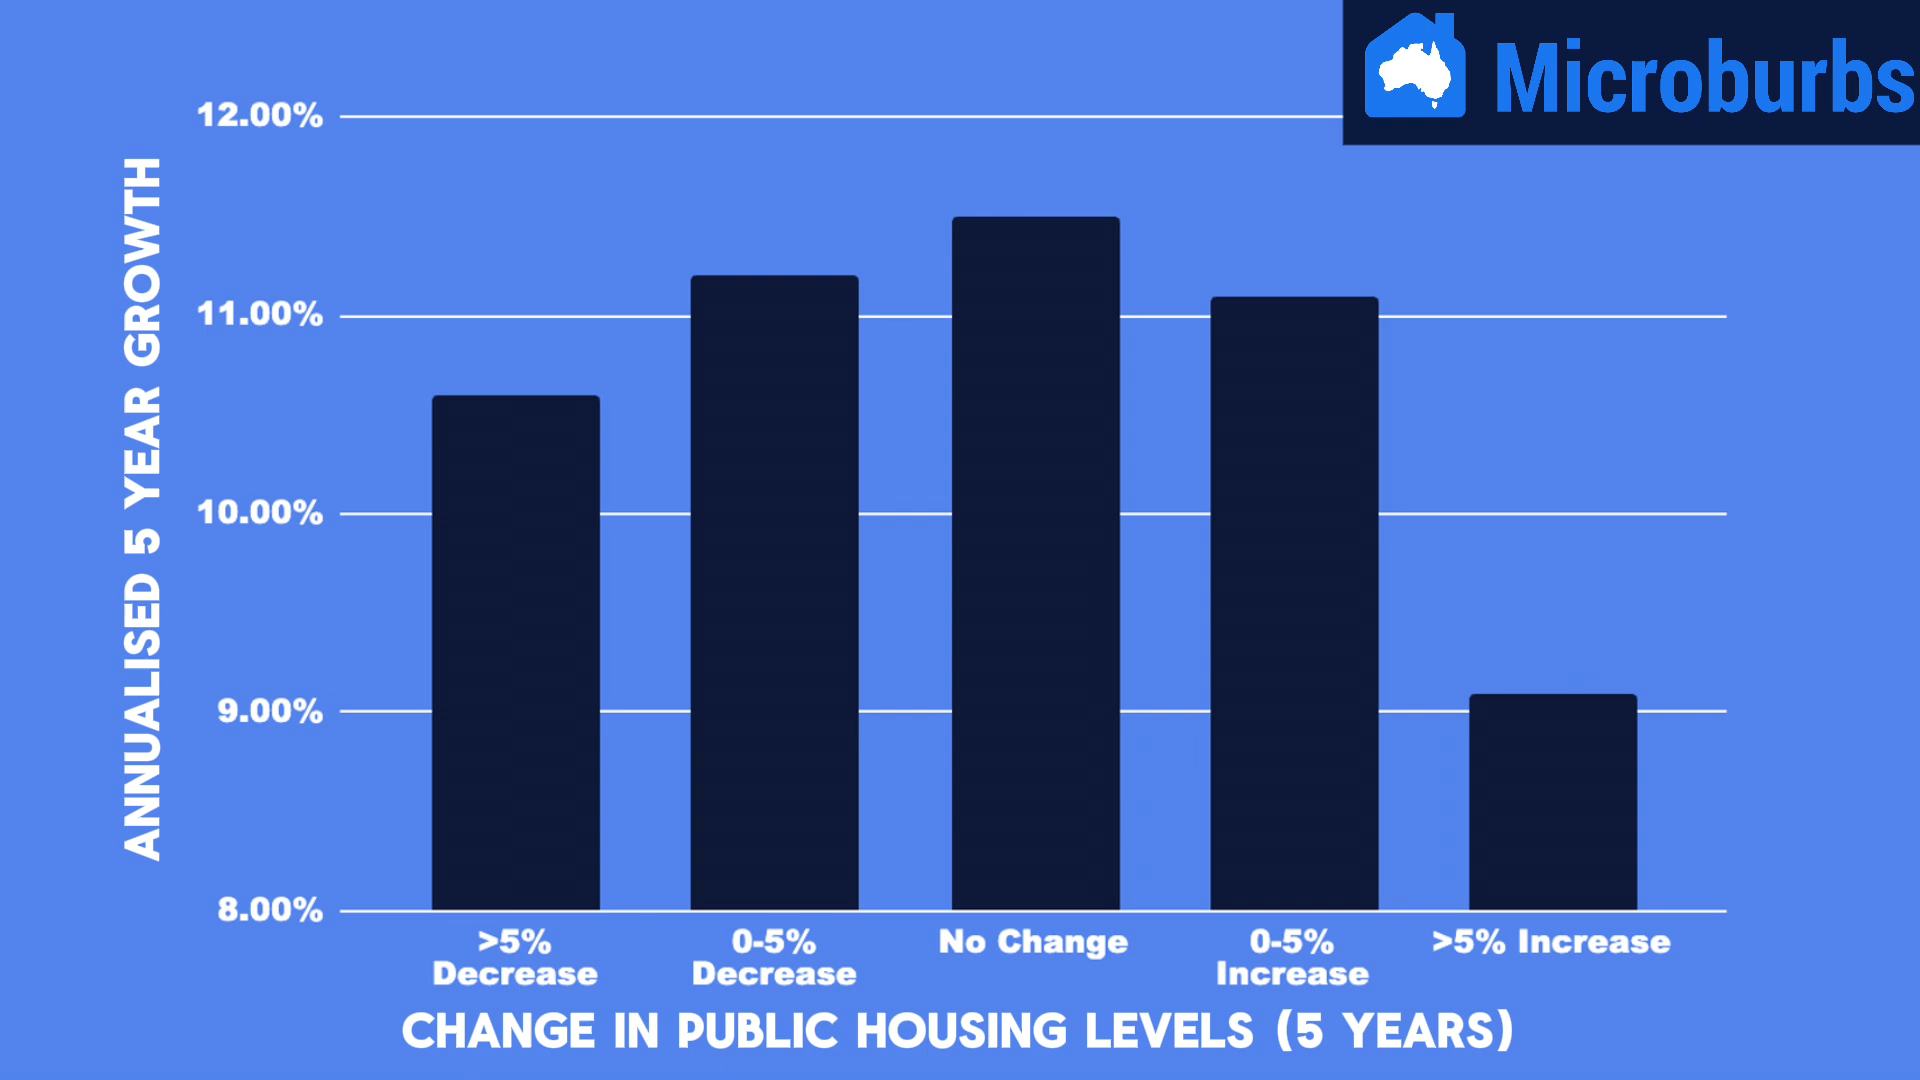 Microburbs
12.00%
11.00%
10.00%
9.00%
8.00%
ANNUALISED 5 YEAR GROWTH
>5%
Decrease
0-5%
Decrease
No Change
0-5%
Increase
>5% Increase
CHANGE IN PUBLIC HOUSING LEVELS (5 YEARS)